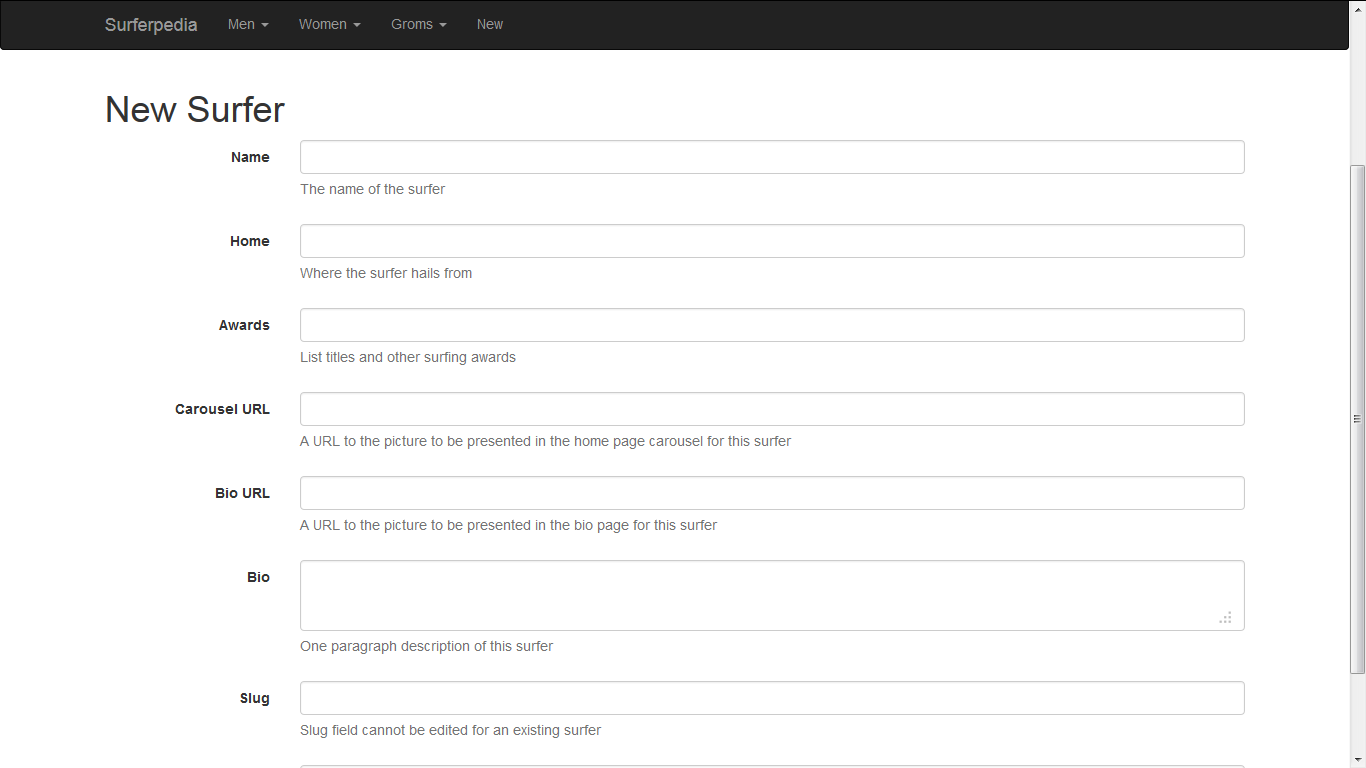 Surferpedia Men Women Groms New
New Surfer
Name
The name of the surfer
Home
Where the surfer hails from
Awards
List titles and other surfing awards
Carousel URL
A URL to the picture to be presented in the home page carousel for this surfer
Bio URL
A URL to the picture to be presented in the bio page for this surfer
Bio
One paragraph description of this surfer
Slug
Slug field cannot be edited for an existing surfer